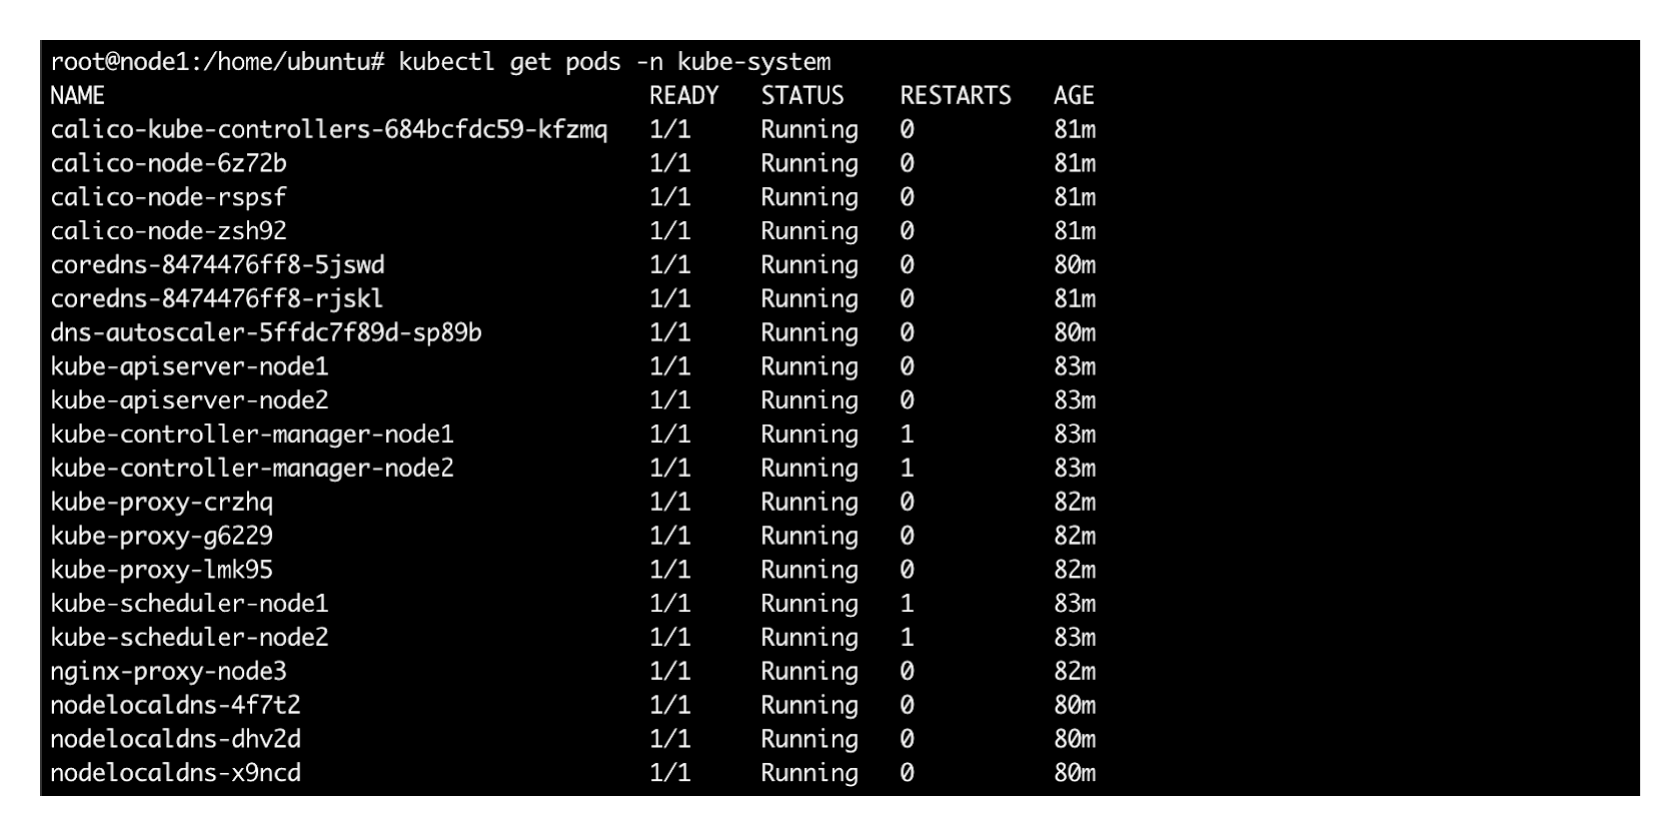 root@node1:/home/ubuntu# kubectl get pods -n kube-system
NAME READY STATUS RESTARTS AGE
calico-kube-controllers-684bcfdc59-kfzmq 1/1 Running 0 81m
calico-node-6z72b 1/1 Running 0 81m
calico-node-rspsf 1/1 Running 0 81m
calico-node-zsh92 1/1 Running 0 81m
coredns-8474476ff8-5jswd 1/1 Running 0 80m
coredns-8474476ff8-rjskl 1/1 Running 0 81m
dns-autoscaler-5ffdc7f89d-sp89b 1/1 Running 0 80m
kube-apiserver-node1 1/1 Running 0 83m
kube-apiserver-node2 1/1 Running 0 83m
kube-controller-manager-node1 1/1 Running 1 83m
kube-controller-manager-node2 1/1 Running 1 83m
kube-proxy-crzhq 1/1 Running 0 82m
kube-proxy-g6229 1/1 Running 0 82m
kube-proxy-lmk95 1/1 Running 0 82m
kube-scheduler-node1 1/1 Running 1 83m
kube-scheduler-node2 1/1 Running 1 83m
nginx-proxy-node3 1/1 Running 0 82m
nodelocaldns-4f7t2 1/1 Running 0 80m
nodelocaldns-dhv2d 1/1 Running 0 80m
nodelocaldns-x9ncd 1/1 Running 0 80m